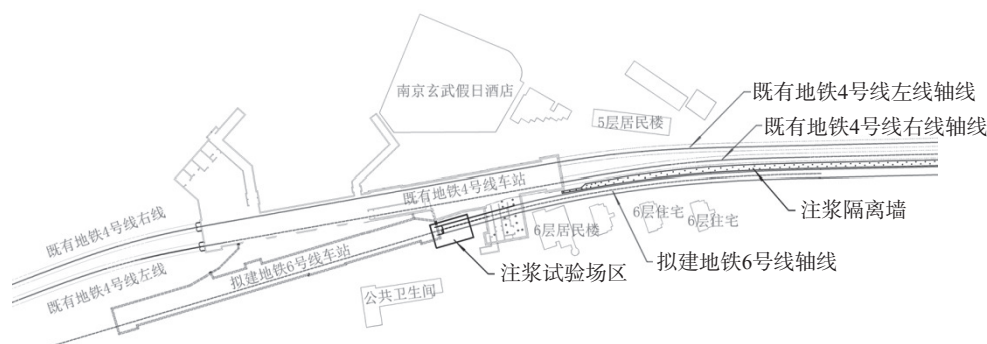 南京玄武假日酒店
5层居民楼
既有地铁4号线左线轴线
既有地铁4号线右线轴线
既有地铁4号线车站
既有地铁4号线右线
既有地铁4号线左线
拟建地铁6号线车站
6层居民楼
6层住宅
6层住宅
注浆隔离墙
注浆试验场区
拟建地铁6号线轴线
公共卫生间